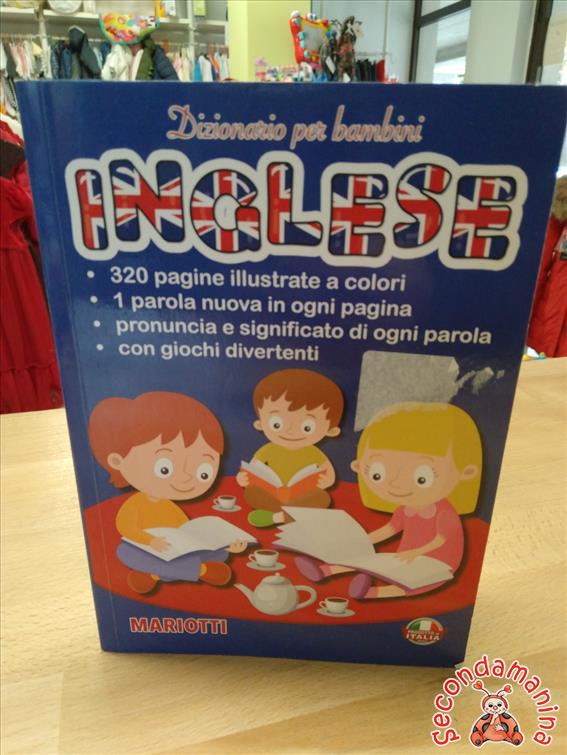 Dizionario per bambini
INGLESE
• 320 pagine illustrate a colori
• 1 parola nuova in ogni pagina
• pronuncia e significato di ogni parola
• con giochi divertenti
MARIOTTI
ITALIA
Secondamanina